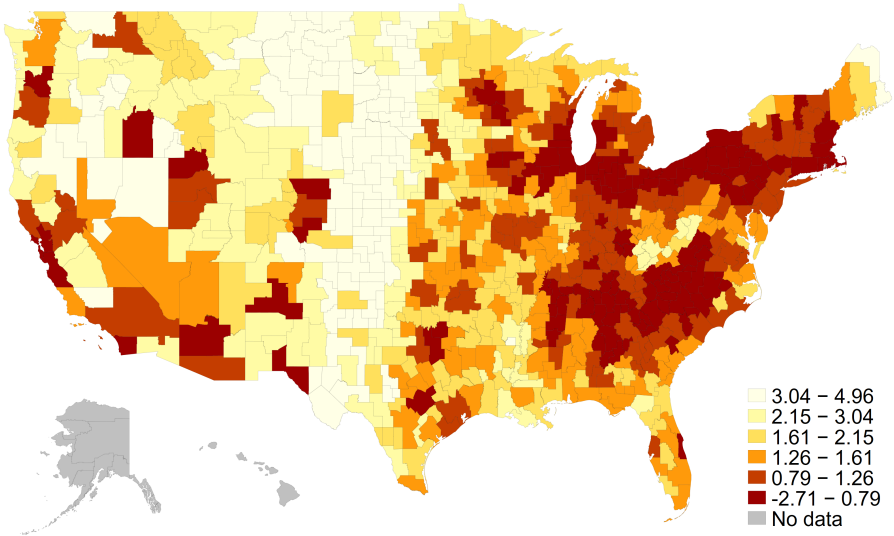 3.04 − 4.96
2.15 − 3.04
1.61 − 2.15
1.26 − 1.61
0.79 − 1.26
-2.71 − 0.79
No data